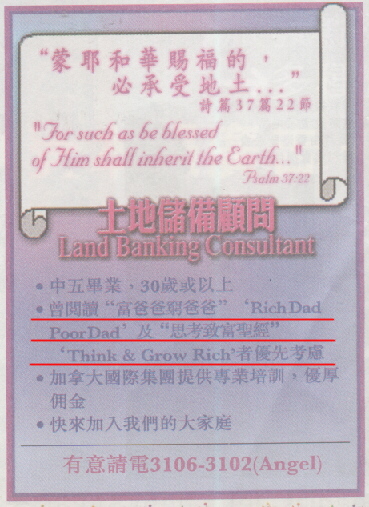 “蒙耶和華賜福的，
必承受地土...”
詩篇37篇22節
"For such as be blessed
of Him shall inherit the Earth..."
Psalm 37:22
土地儲備顧問
Land Banking Consultant
• 中五畢業，30歲或以上
• 曾閱讀“富爸爸窮爸爸”‘Rich Dad
Poor Dad’及“思考致富聖經”
‘Think & Grow Rich’者優先考慮
• 加拿大國際集團提供專業培訓，優厚
佣金
• 快來加入我們的大家庭
有意請電3106-3102(Angel)